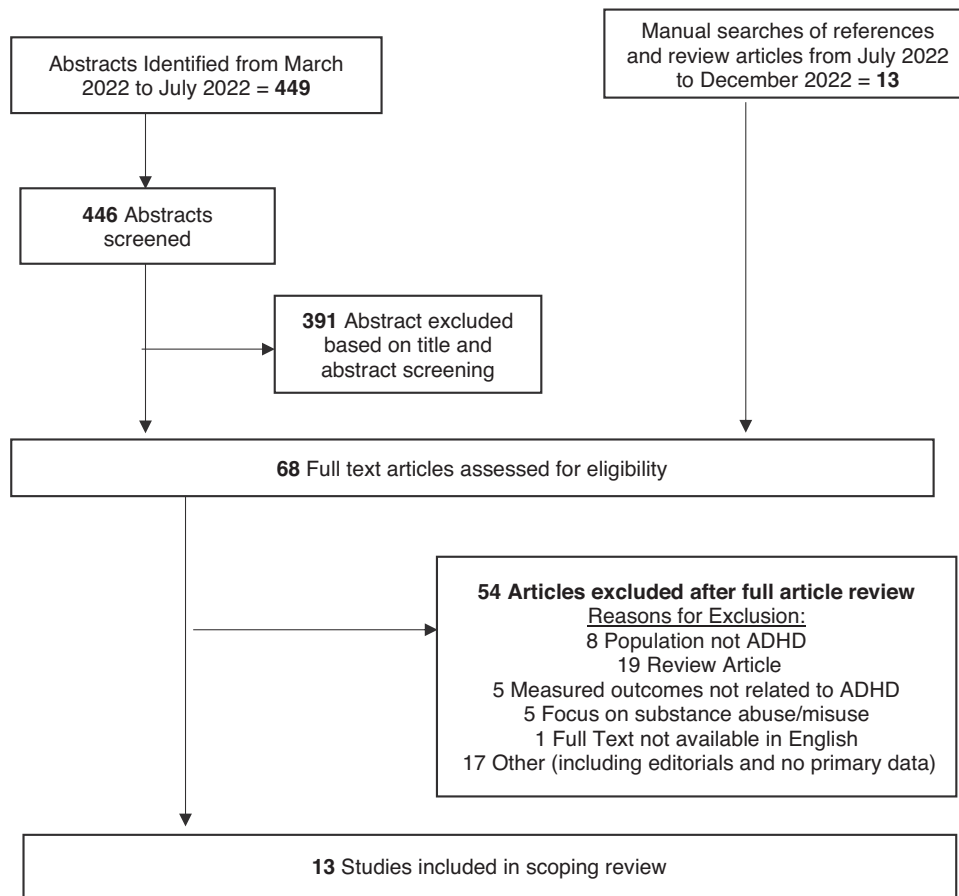 Abstracts Identified from March
2022 to July 2022 = 449
Manual searches of references
and review articles from July 2022
to December 2022 = 13
446 Abstracts
screened
391 Abstract excluded
based on title and
abstract screening
68 Full text articles assessed for eligibility
54 Articles excluded after full article review
Reasons for Exclusion:
8 Population not ADHD
19 Review Article
5 Measured outcomes not related to ADHD
5 Focus on substance abuse/misuse
1 Full Text not available in English
17 Other (including editorials and no primary data)
13 Studies included in scoping review